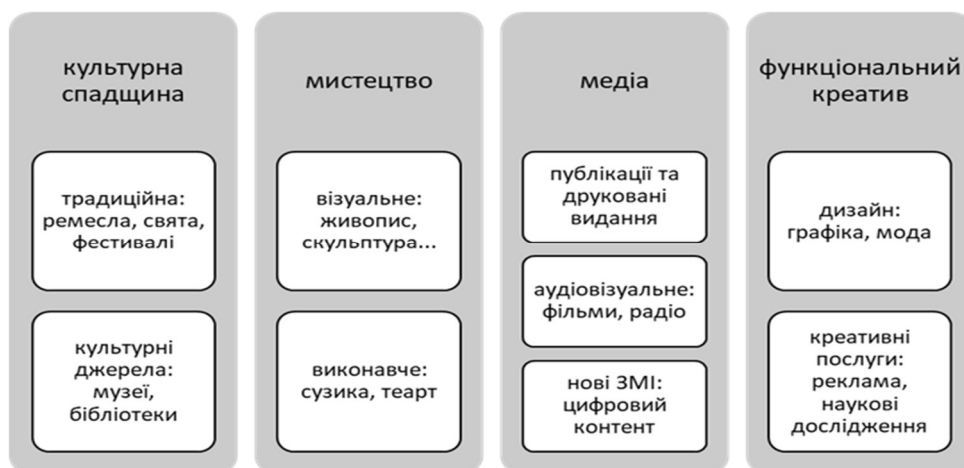 культурна
спадщина
традиційна:
ремесла, свята,
фестивалі
культурні
джерела:
музеї,
бібліотеки
мистецтво
візуальне:
живопис,
скульптура...
виконавче:
сузика, теарт
медіа
публікації та
друковані
видання
аудіовізуальне:
фільми, радіо
нові ЗМІ:
цифровий
контент
функціональний
креатив
дизайн:
графіка, мода
креативні
послуги:
реклама,
наукові
дослідження